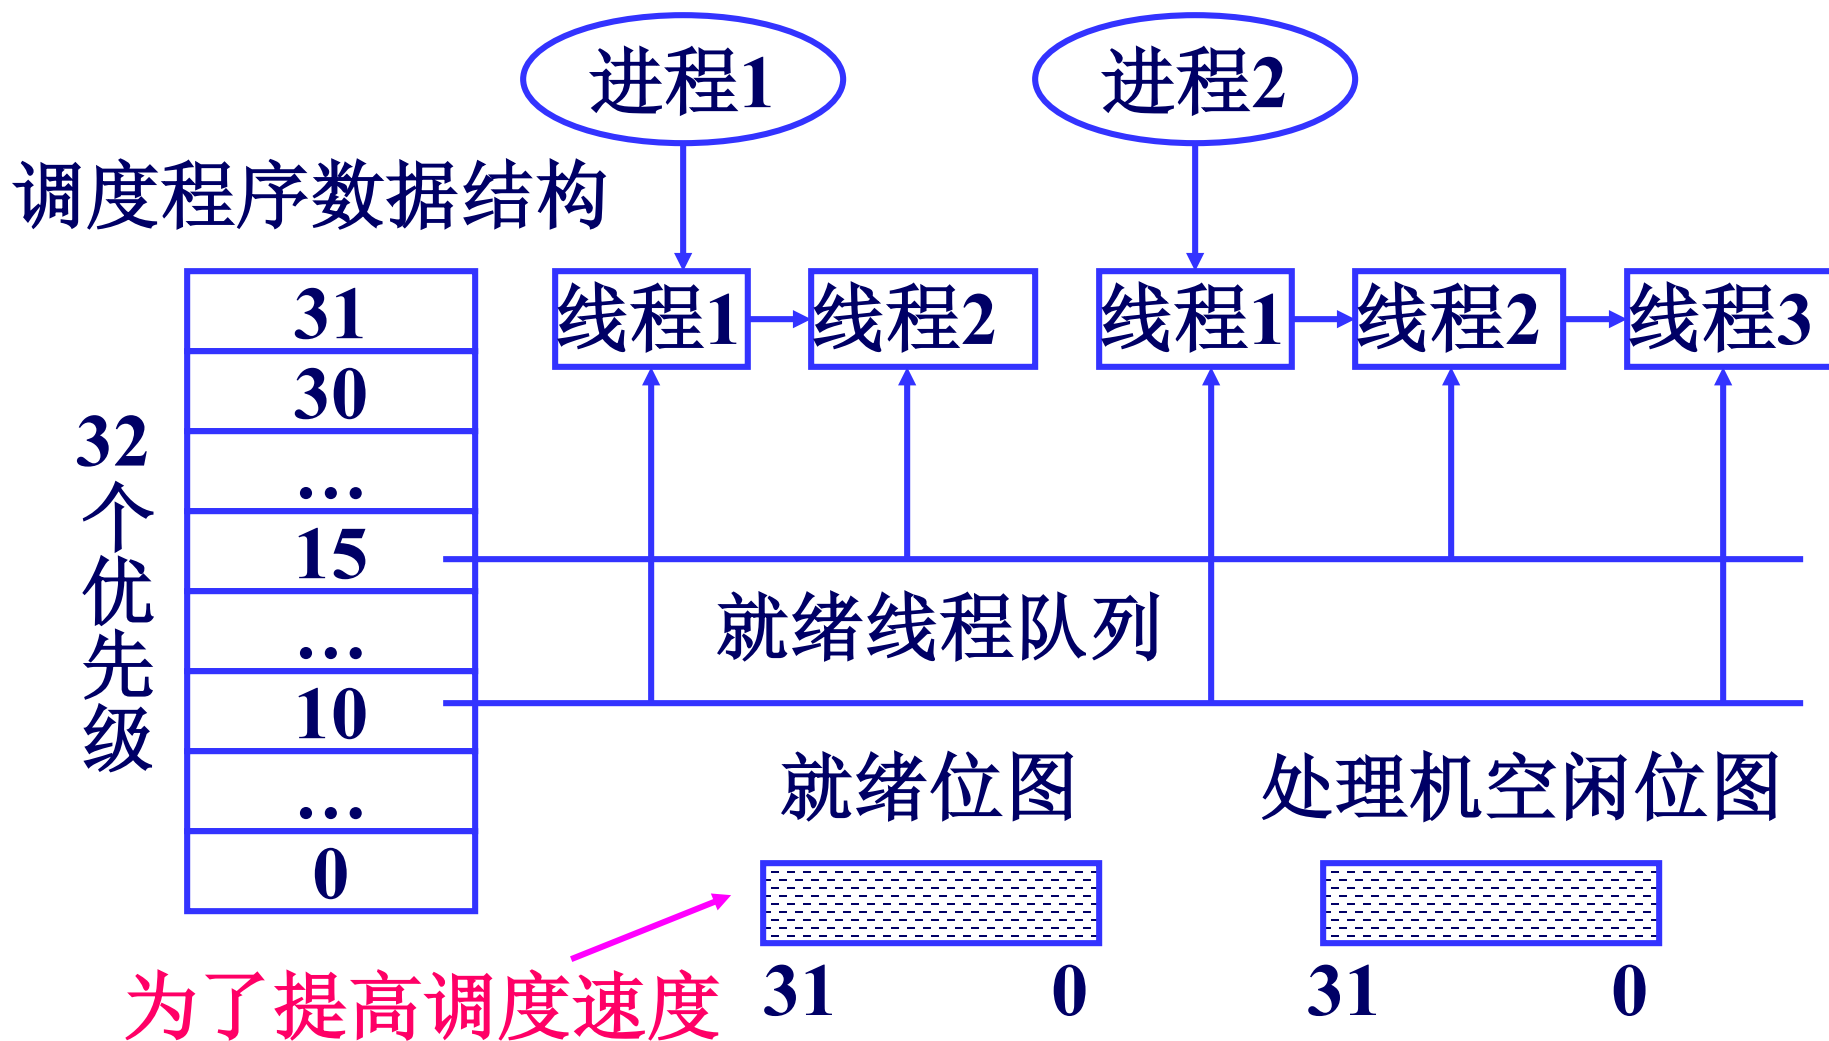 进程1
进程2
调度程序数据结构
31
30
…
15
…
10
…
0
32
个
优
先
级
线程1
线程2
线程1
线程2
线程3
就绪线程队列
就绪位图
处理机空闲位图
31
0
31
0
为了提高调度速度